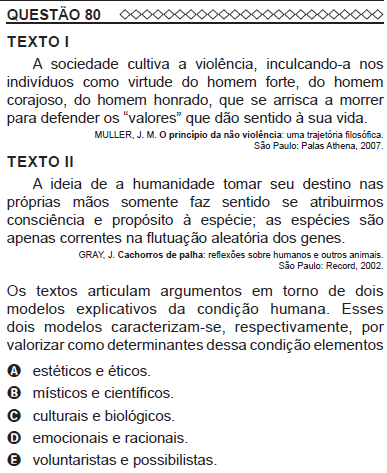 QUESTÃO 80
TEXTO I
A sociedade cultiva a violência, inculcando-a nos
indivíduos como virtude do homem forte, do homem
corajoso, do homem honrado, que se arrisca a morrer
para defender os “valores” que dão sentido à sua vida.
MULLER, J. M. O princípio da não violência: uma trajetória filosófica.
São Paulo: Palas Athena, 2007.
TEXTO II
A ideia de a humanidade tomar seu destino nas
próprias mãos somente faz sentido se atribuirmos
consciência e propósito à espécie; as espécies são
apenas correntes na flutuação aleatória dos genes.
GRAY, J. Cachorros de palha: reflexões sobre humanos e outros animais.
São Paulo: Record, 2002.
Os textos articulam argumentos em torno de dois
modelos explicativos da condição humana. Esses
dois modelos caracterizam-se, respectivamente, por
valorizar como determinantes dessa condição elementos
A estéticos e éticos.
B místicos e científicos.
C culturais e biológicos.
D emocionais e racionais.
E voluntaristas e possibilistas.